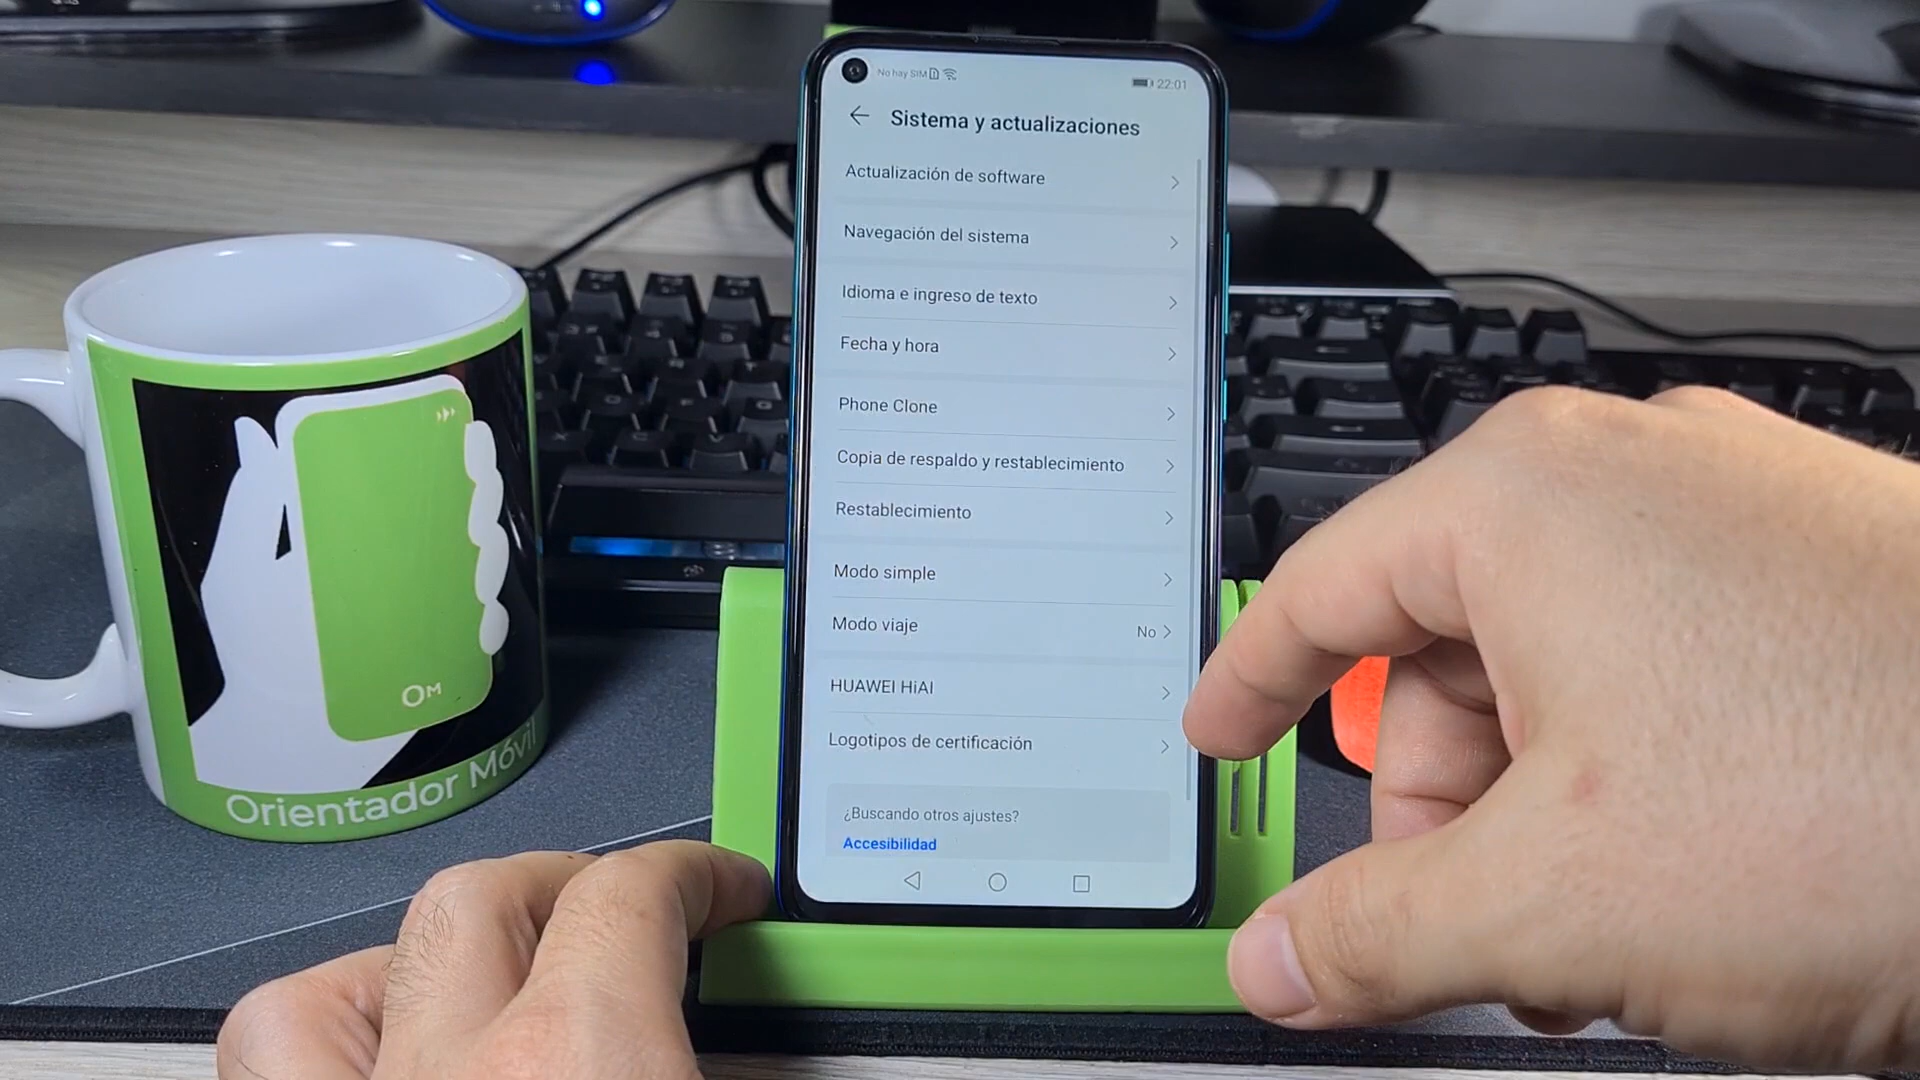 No hay SIM
22:01
Sistema y actualizaciones
Actualización de software
Navegación del sistema
Idioma e ingreso de texto
Fecha y hora
Phone Clone
Copia de respaldo y restablecimiento
Restablecimiento
Modo simple
Modo viaje
No
HUAWEI HiAI
Logotipos de certificación
¿Buscando otros ajustes?
Accesibilidad
OM
Orientador Móvil